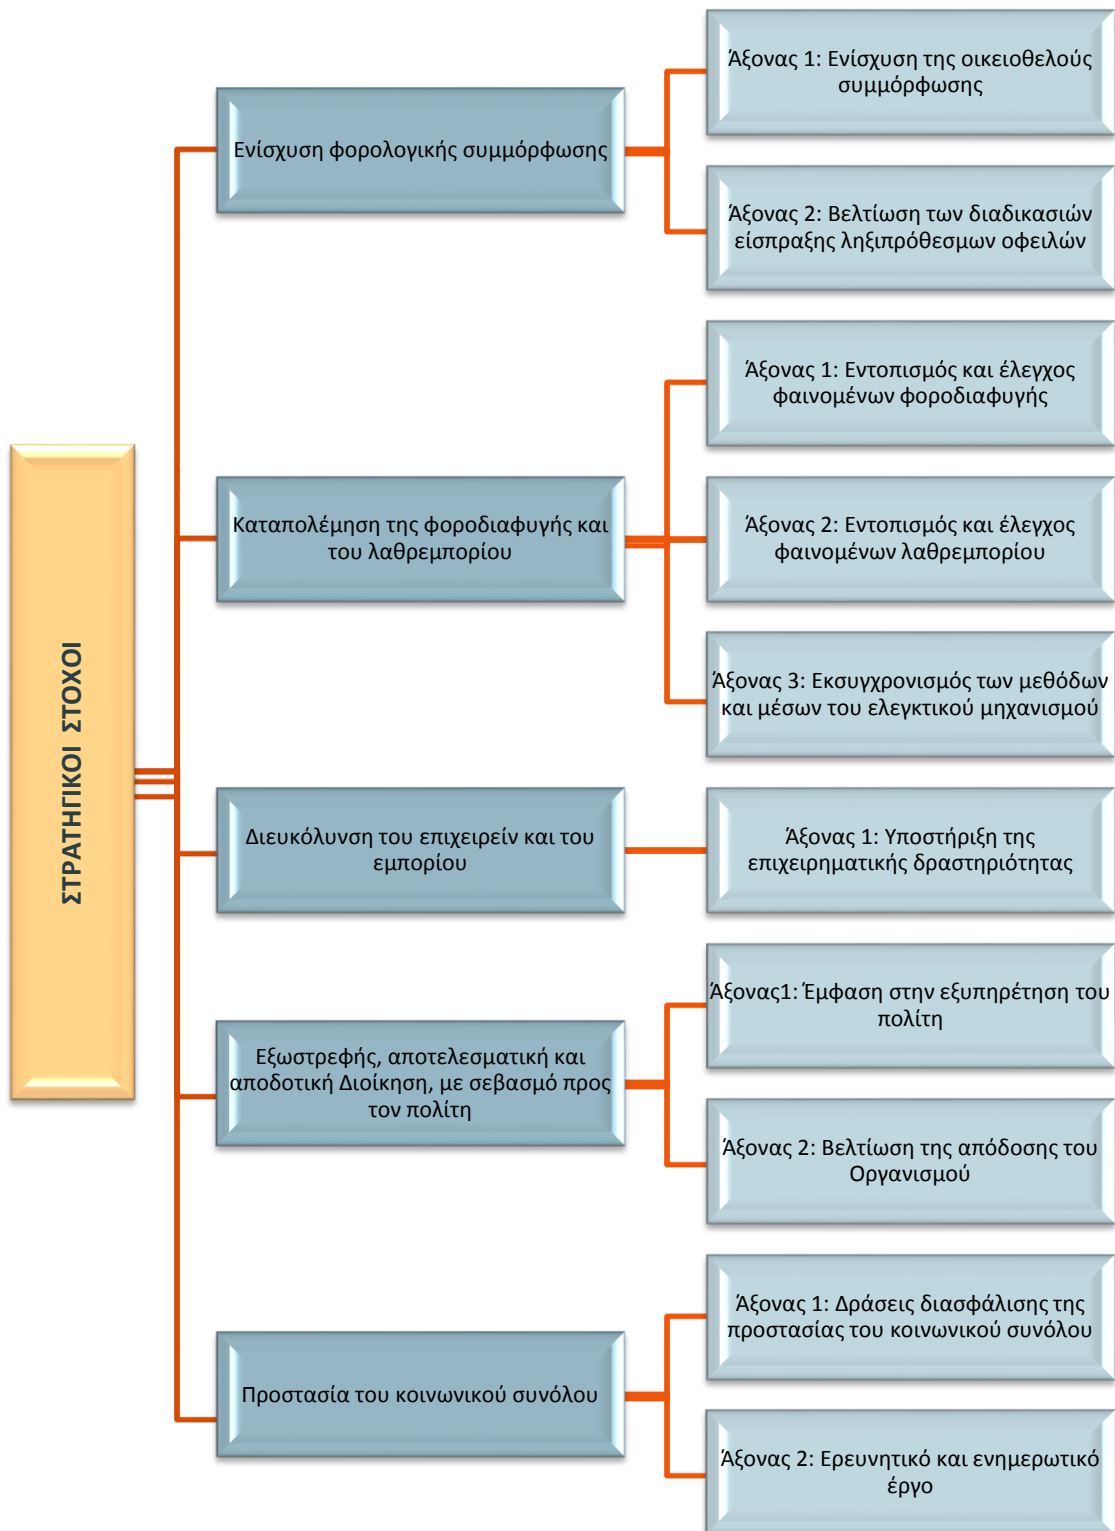 ΣΤΡΑΤΗΓΙΚΟΙ ΣΤΟΧΟΙ
Ενίσχυση φορολογικής συμμόρφωσης
Άξονας 1: Ενίσχυση της οικειοθελούς
συμμόρφωσης
Άξονας 2: Βελτίωση των διαδικασιών
είσπραξης ληξιπρόθεσμων οφειλών
Καταπολέμηση της φοροδιαφυγής και
του λαθρεμπορίου
Άξονας 1: Εντοπισμός και έλεγχος
φαινομένων φοροδιαφυγής
Άξονας 2: Εντοπισμός και έλεγχος
φαινομένων λαθρεμπορίου
Άξονας 3: Εκσυγχρονισμός των μεθόδων
και μέσων του ελεγκτικού μηχανισμού
Διευκόλυνση του επιχειρείν και του
εμπορίου
Άξονας 1: Υποστήριξη της
επιχειρηματικής δραστηριότητας
Εξωστρεφής, αποτελεσματική και
αποδοτική Διοίκηση, με σεβασμό προς
τον πολίτη
Άξονας1: Έμφαση στην εξυπηρέτηση του
πολίτη
Άξονας 2: Βελτίωση της απόδοσης του
Οργανισμού
Προστασία του κοινωνικού συνόλου
Άξονας 1: Δράσεις διασφάλισης της
προστασίας του κοινωνικού συνόλου
Άξονας 2: Ερευνητικό και ενημερωτικό
έργο